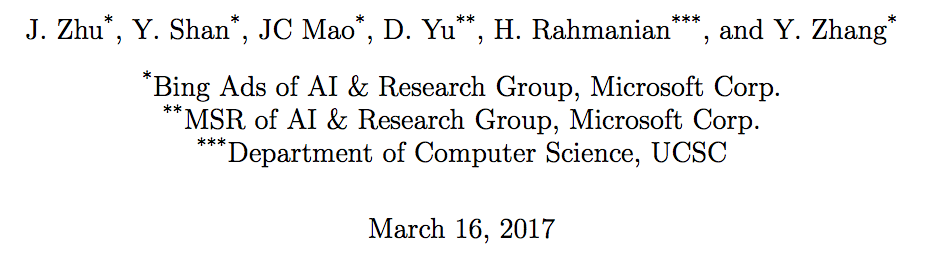 J. Zhu*, Y. Shan*, JC Mao*, D. Yu**, H. Rahmanian***, and Y. Zhang*
*Bing Ads of AI & Research Group, Microsoft Corp.
**MSR of AI & Research Group, Microsoft Corp.
***Department of Computer Science, UCSC
March 16, 2017